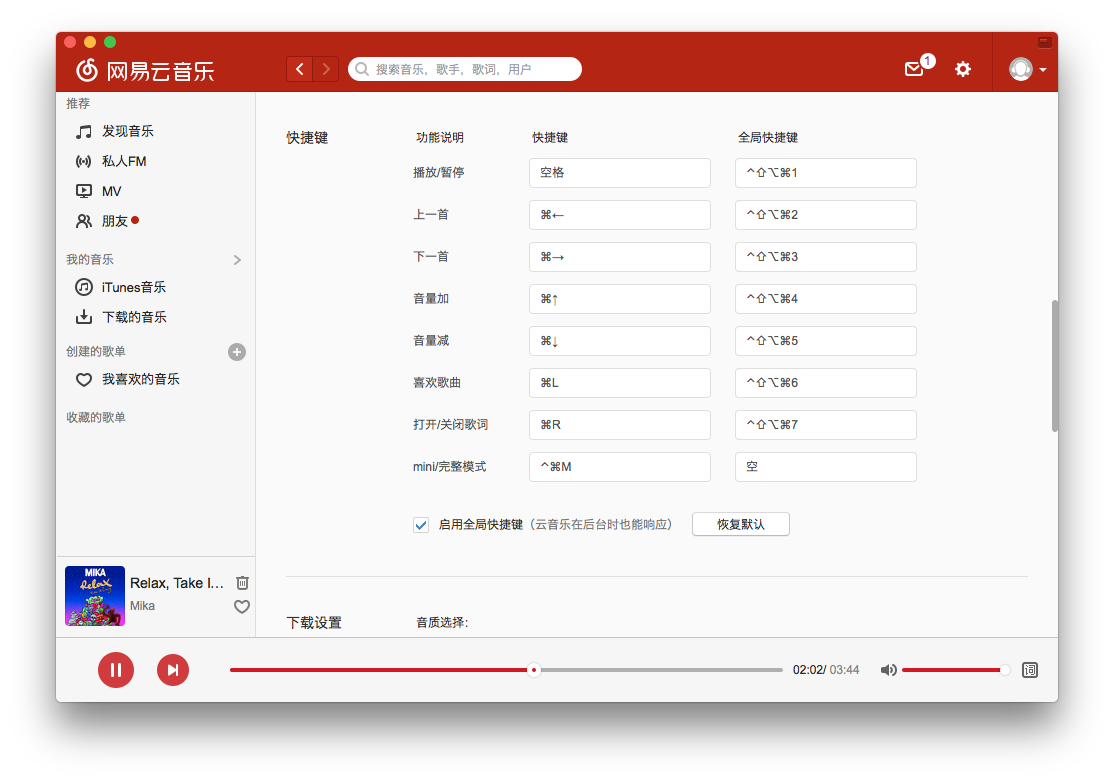 网易云音乐
搜索音乐, 歌手, 歌词, 用户
1
推荐
发现音乐
私人FM
MV
朋友
我的音乐
iTunes音乐
下载的音乐
创建的歌单
我喜欢的音乐
收藏的歌单
快捷键 功能说明 快捷键 全局快捷键
播放/暂停 空格 ^⇧⌥⌘1
上一首 ⌘← ^⇧⌥⌘2
下一首 ⌘→ ^⇧⌥⌘3
音量加 ⌘↑ ^⇧⌥⌘4
音量减 ⌘↓ ^⇧⌥⌘5
喜欢歌曲 ⌘L ^⇧⌥⌘6
打开/关闭歌词 ⌘R ^⇧⌥⌘7
mini/完整模式 ^⌘M 空
启用全局快捷键（云音乐在后台时也能响应） 恢复默认
下载设置 音质选择:
MIKA
Relax
Relax, Take I...
Mika
02:02/ 03:44
词